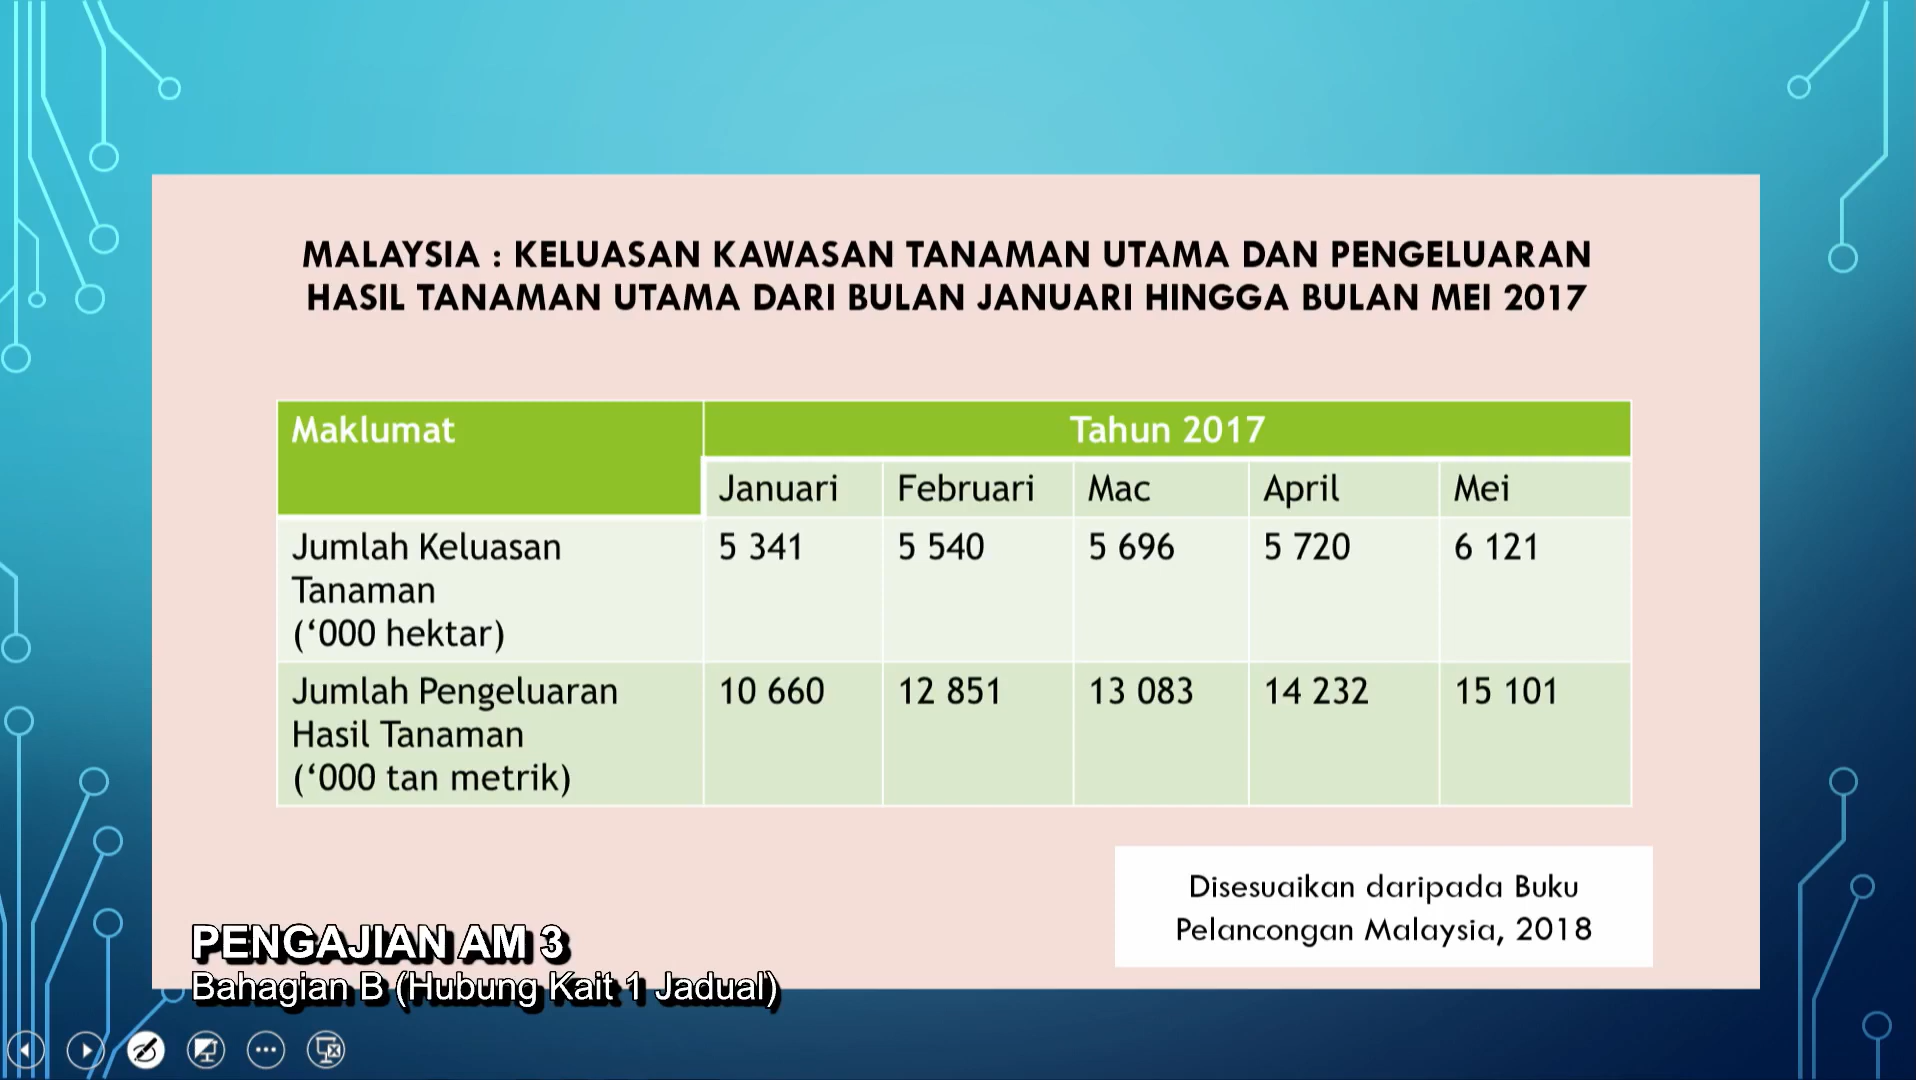 MALAYSIA : KELUASAN KAWASAN TANAMAN UTAMA DAN PENGELUARAN
HASIL TANAMAN UTAMA DARI BULAN JANUARI HINGGA BULAN MEI 2017
Maklumat Tahun 2017
Januari Februari Mac April Mei
Jumlah Keluasan 5 341 5 540 5 696 5 720 6 121
Tanaman
(‘000 hektar)
Jumlah Pengeluaran 10 660 12 851 13 083 14 232 15 101
Hasil Tanaman
(‘000 tan metrik)
Disesuaikan daripada Buku
Pelancongan Malaysia, 2018
PENGAJIAN AM 3
Bahagian B (Hubung Kait 1 Jadual)